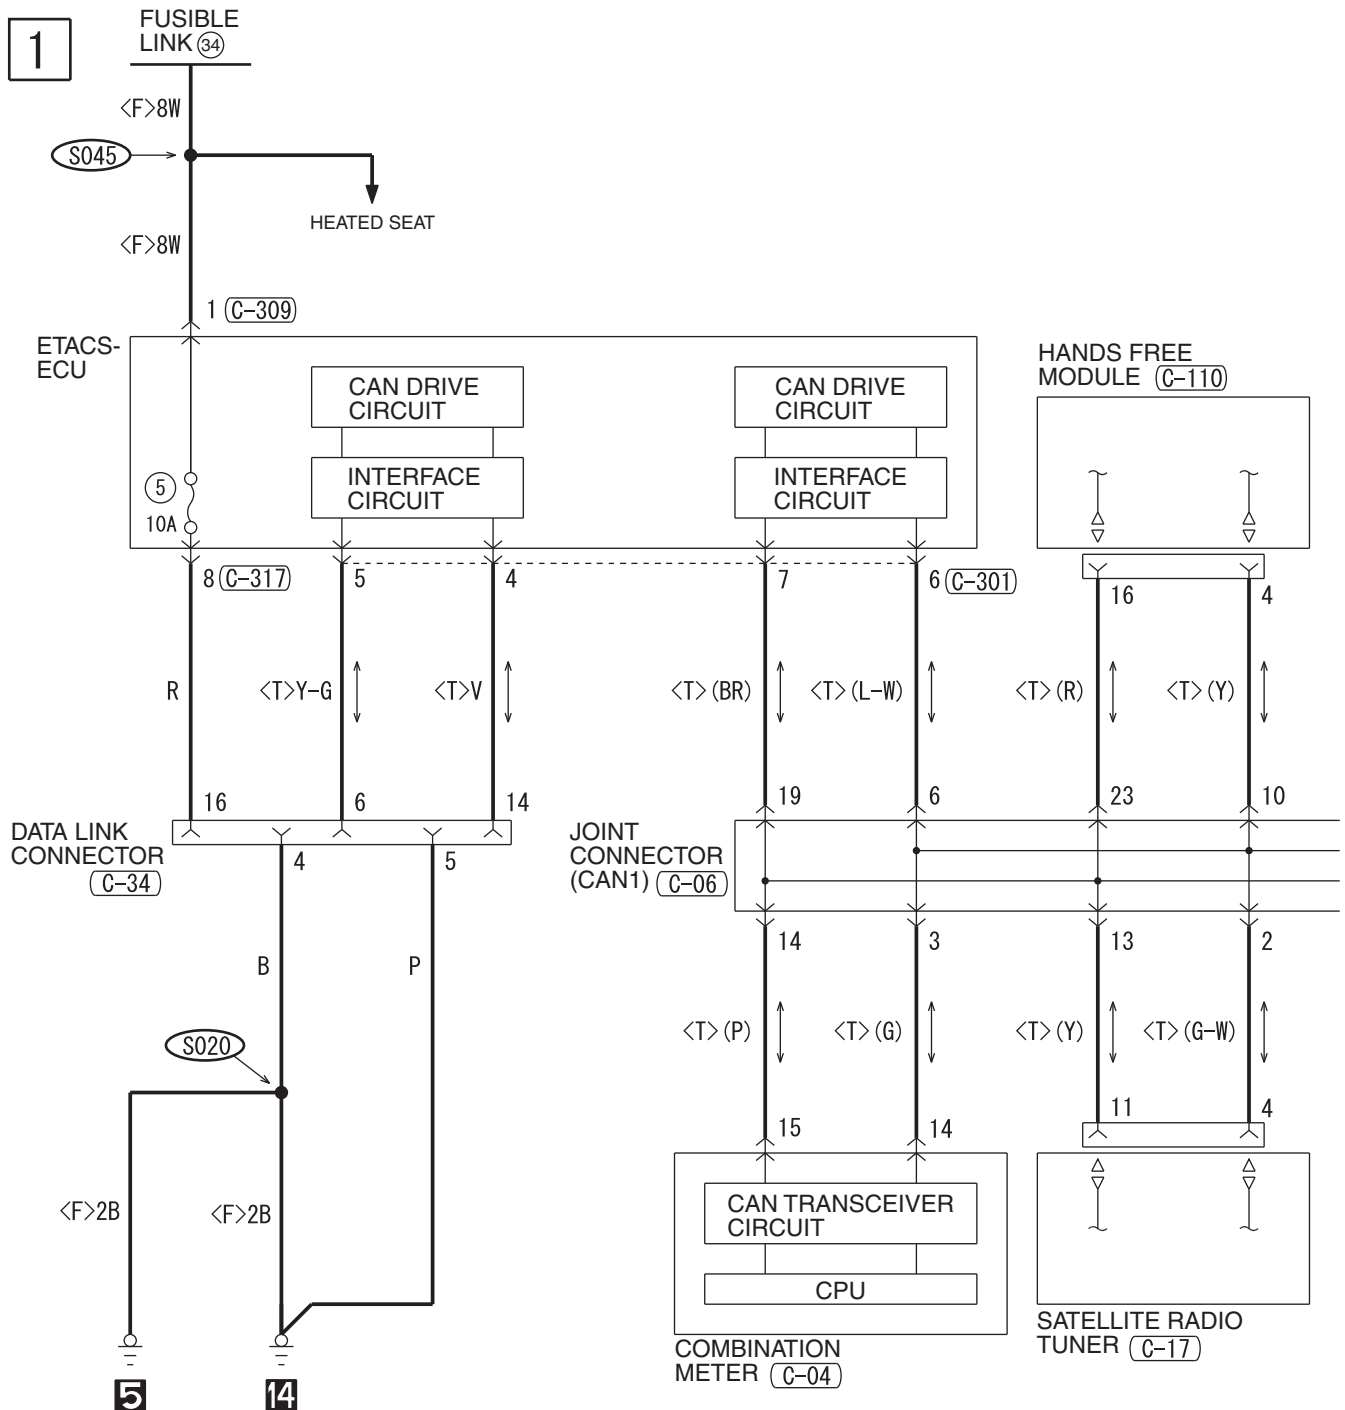 1
FUSIBLE
LINK 34
<F>8W
S045
HEATED SEAT
<F>8W
1 C-309
ETACS-
ECU
CAN DRIVE
CIRCUIT
INTERFACE
CIRCUIT
CAN DRIVE
CIRCUIT
INTERFACE
CIRCUIT
HANDS FREE
MODULE C-110
5
10A
8 C-317
5
4
7
6 C-301
16
4
R
<T>Y-G
<T>V
<T>(BR)
<T>(L-W)
<T>(R)
<T>(Y)
16
6
14
19
6
23
10
DATA LINK
CONNECTOR
C-34
4
5
JOINT
CONNECTOR
(CAN1) C-06
14
3
13
2
B
P
<T>(P)
<T>(G)
<T>(Y)
<T>(G-W)
S020
15
14
11
4
<F>2B
<F>2B
CAN TRANSCEIVER
CIRCUIT
CPU
COMBINATION
METER C-04
SATELLITE RADIO
TUNER C-17
5
14